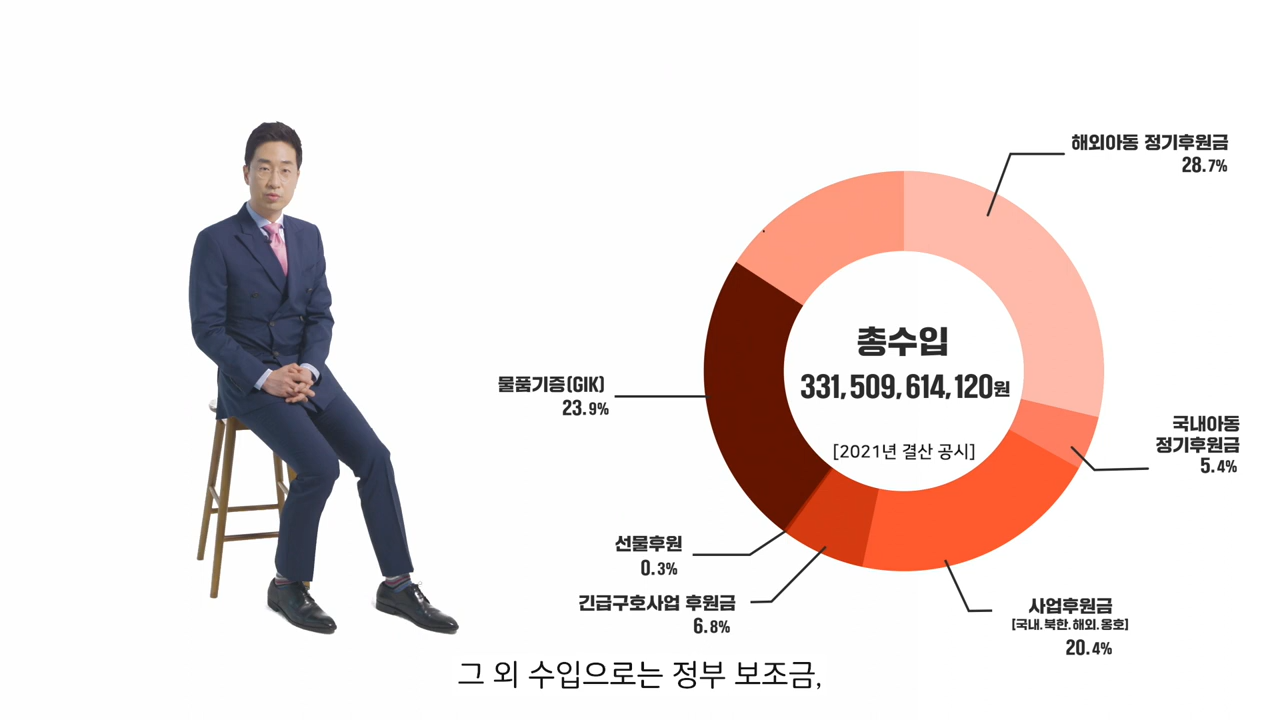 해외아동 정기후원금
28.7%
총수입
331,509,614,120원
[2021년 결산 공시]
물품기증(GIK)
23.9%
국내아동
정기후원금
5.4%
선물후원
0.3%
긴급구호사업 후원금
6.8%
사업후원금
[국내.북한.해외.옹호]
20.4%
그 외 수입으로는 정부 보조금,